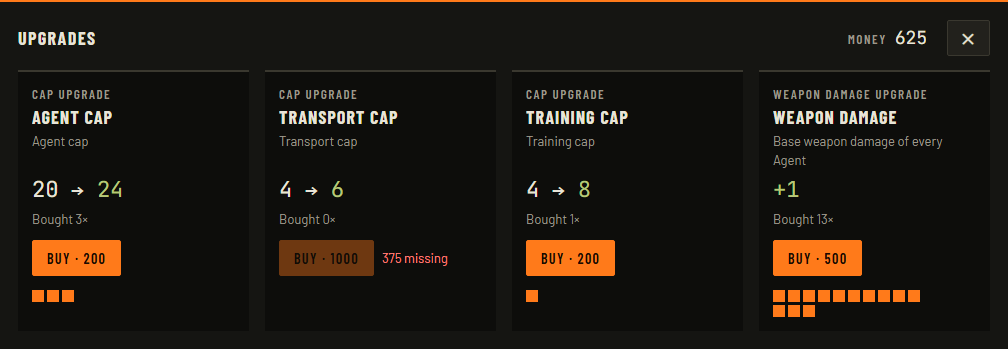 UPGRADES
MONEY 625 ✕
CAP UPGRADE
AGENT CAP
Agent cap
20 → 24
Bought 3×
BUY · 200
CAP UPGRADE
TRANSPORT CAP
Transport cap
4 → 6
Bought 0×
BUY · 1000 375 missing
CAP UPGRADE
TRAINING CAP
Training cap
4 → 8
Bought 1×
BUY · 200
WEAPON DAMAGE UPGRADE
WEAPON DAMAGE
Base weapon damage of every
Agent
+1
Bought 13×
BUY · 500